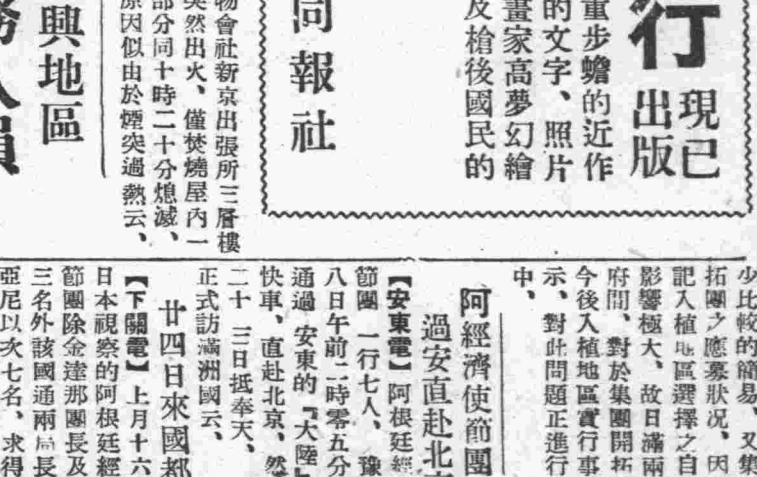 行
現已
出版
重步蟾的近作
的文字、照片
畫家高夢幻繪
及槍後國民的
同報社
物會社新京出張所三層樓
突然出火、僅焚燒屋內一
部分同十時二十分熄滅、
原因似由於煙突過熱云、
興地區
務人員
少比較的簡易、又集
拓團之應募狀况、因
記入植地區選擇之自
影響極大、故日滿兩
府間、對於集團開拓
今後入植地區實行事
示、對此問題正進行
中、
阿經濟使節團
過安直赴北京
【安東電】阿根廷經
節團一行七人、豫
八日午前二時零五分
通過安東的『大陸』
快車、直赴北京、然
二十三日抵奉天、
正式訪滿洲國云、
廿四日來國都
【下關電】上月十六
日本視察的阿根廷經
節團除金達那團長及
三名外該國通兩局長
亞尼以次七名、求得